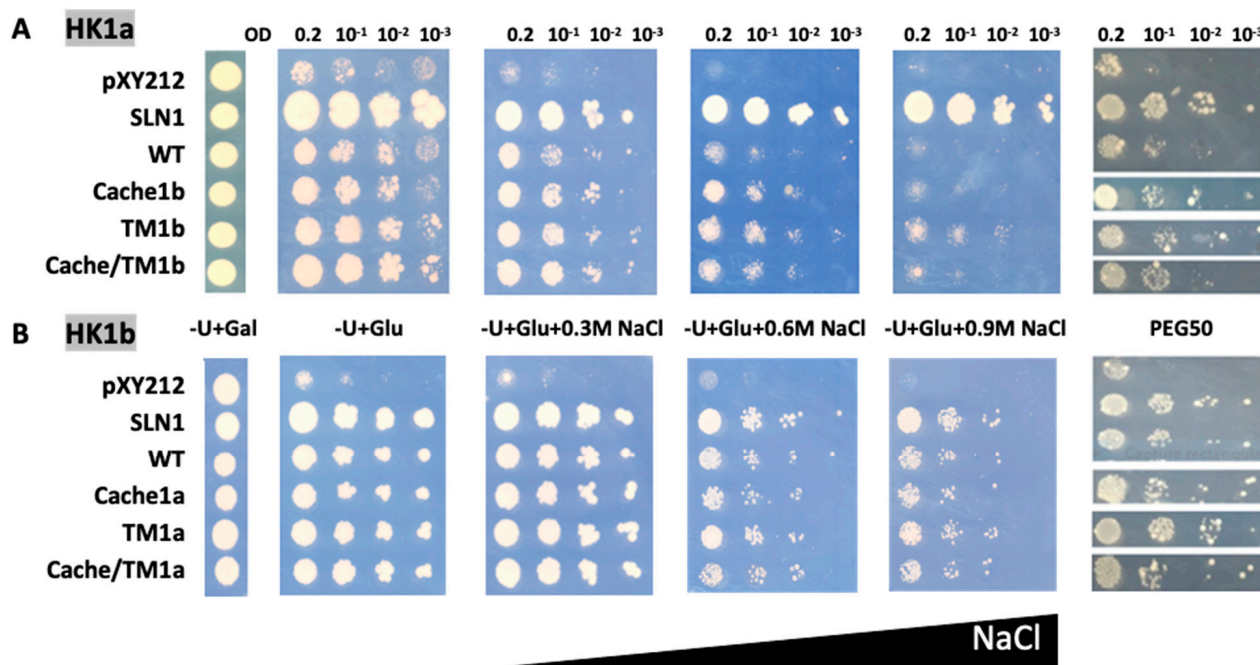 A HK1a
OD 0.2 10-1 10-2 10-3 0.2 10-1 10-2 10-3 0.2 10-1 10-2 10-3 0.2 10-1 10-2 10-3 0.2 10-1 10-2 10-3
pXY212
SLN1
WT
Cache1b
TM1b
Cache/TM1b
B HK1b
-U+Gal -U+Glu -U+Glu+0.3M NaCl -U+Glu+0.6M NaCl -U+Glu+0.9M NaCl PEG50
pXY212
SLN1
WT
Cache1a
TM1a
Cache/TM1a
NaCl